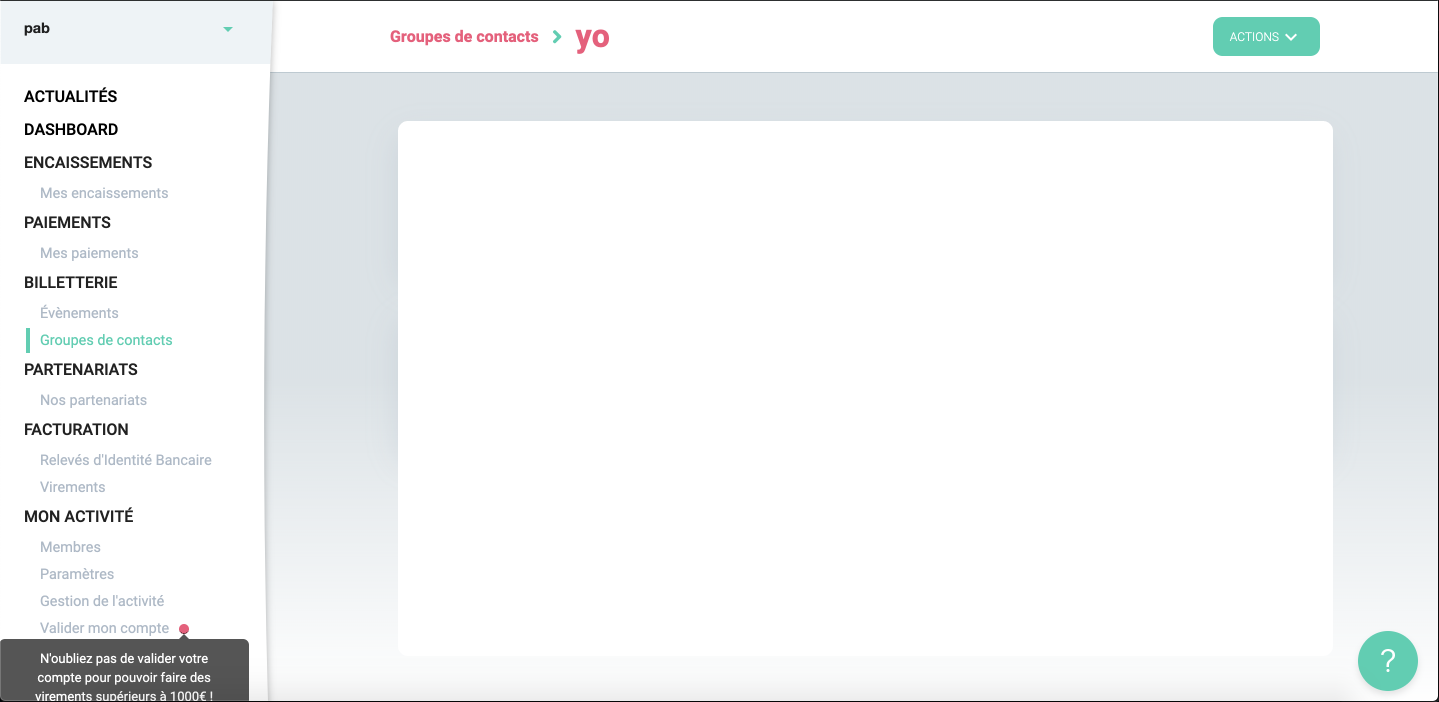 pab
Groupes de contacts
yo
ACTIONS
ACTUALITÉS
DASHBOARD
ENCAISSEMENTS
Mes encaissements
PAIEMENTS
Mes paiements
BILLETTERIE
Évènements
Groupes de contacts
PARTENARIATS
Nos partenariats
FACTURATION
Relevés d'Identité Bancaire
Virements
MON ACTIVITÉ
Membres
Paramètres
Gestion de l'activité
Valider mon compte
N'oubliez pas de valider votre
compte pour pouvoir faire des
virements supérieurs à 1000€ !
?